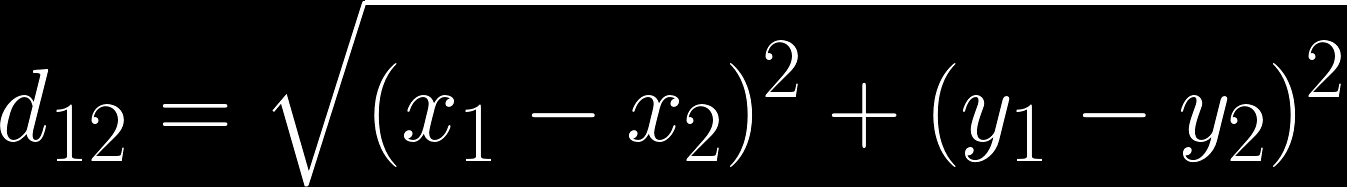 d₁₂ = √((x₁ − x₂)² + (y₁ − y₂)²)